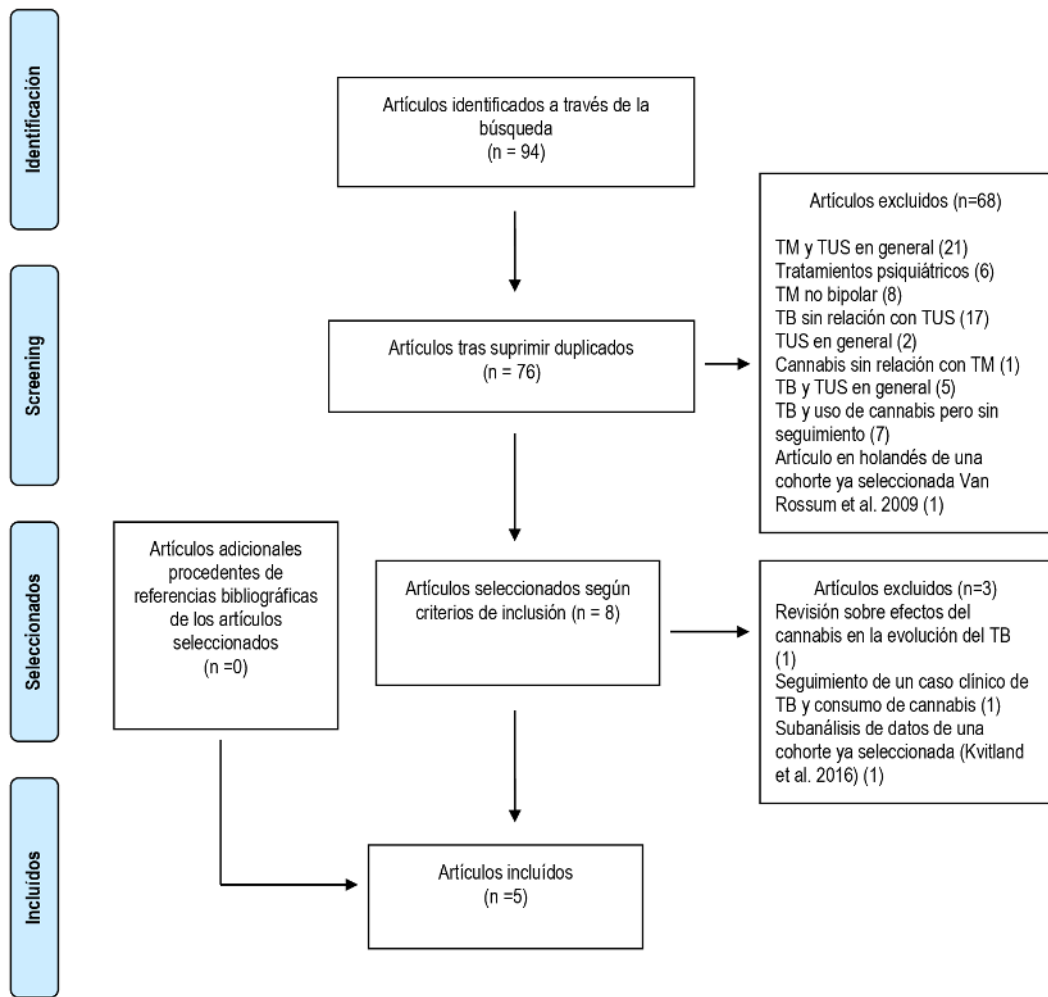 Identificación
Artículos identificados a través de la
búsqueda
(n = 94)
Screening
Artículos tras suprimir duplicados
(n = 76)
Artículos excluidos (n=68)
TM y TUS en general (21)
Tratamientos psiquiátricos (6)
TM no bipolar (8)
TB sin relación con TUS (17)
TUS en general (2)
Cannabis sin relación con TM (1)
TB y TUS en general (5)
TB y uso de cannabis pero sin
seguimiento (7)
Artículo en holandés de una
cohorte ya seleccionada Van
Rossum et al. 2009 (1)
Seleccionados
Artículos adicionales
procedentes de
referencias bibliográficas
de los artículos
seleccionados
(n =0)
Artículos seleccionados según
criterios de inclusión (n = 8)
Artículos excluidos (n=3)
Revisión sobre efectos del
cannabis en la evolución del TB
(1)
Seguimiento de un caso clínico de
TB y consumo de cannabis (1)
Subanálisis de datos de una
cohorte ya seleccionada (Kvitland
et al. 2016) (1)
Incluídos
Artículos incluídos
(n =5)